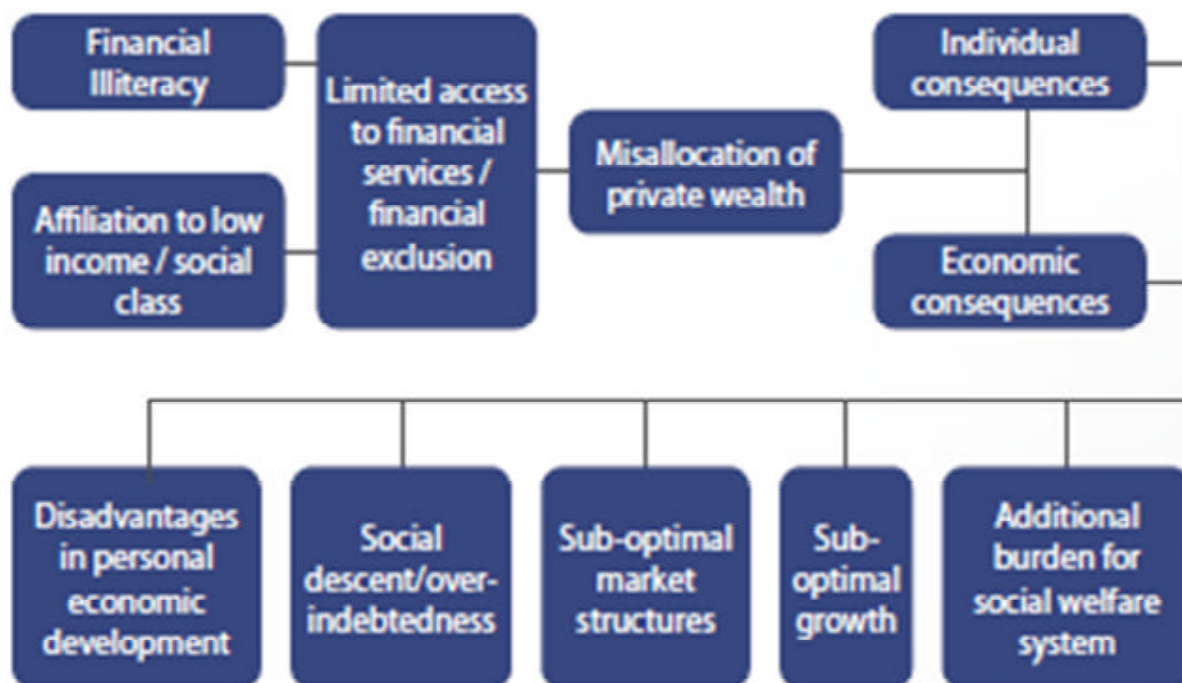 Financial
Illiteracy
Affiliation to low
income / social
class
Limited access
to financial
services /
financial
exclusion
Misallocation of
private wealth
Individual
consequences
Economic
consequences
Disadvantages
in personal
economic
development
Social
descent/over-
indebtedness
Sub-optimal
market
structures
Sub-
optimal
growth
Additional
burden for
social welfare
system